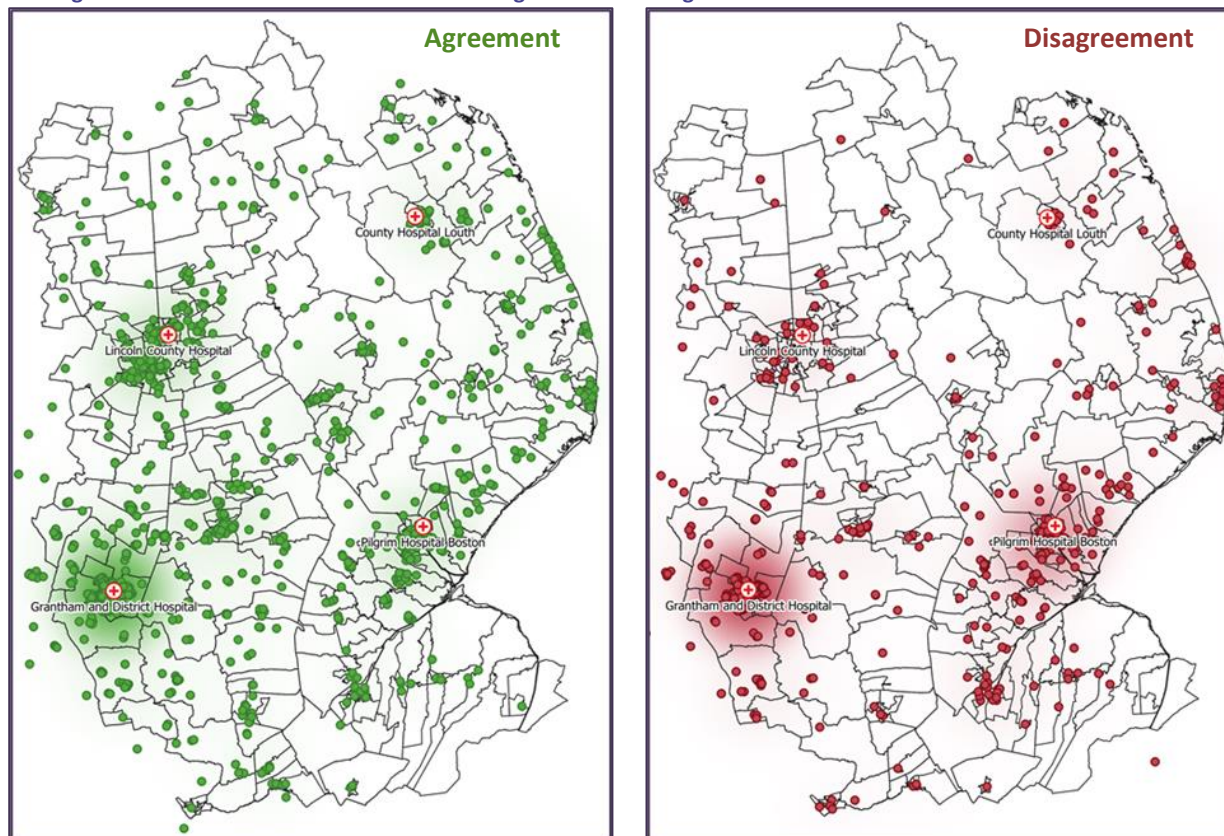 Agreement
County Hospital Louth
Lincoln County Hospital
Pilgrim Hospital Boston
Grantham and District Hospital
Disagreement
County Hospital Louth
Lincoln County Hospital
Pilgrim Hospital Boston
Grantham and District Hospital